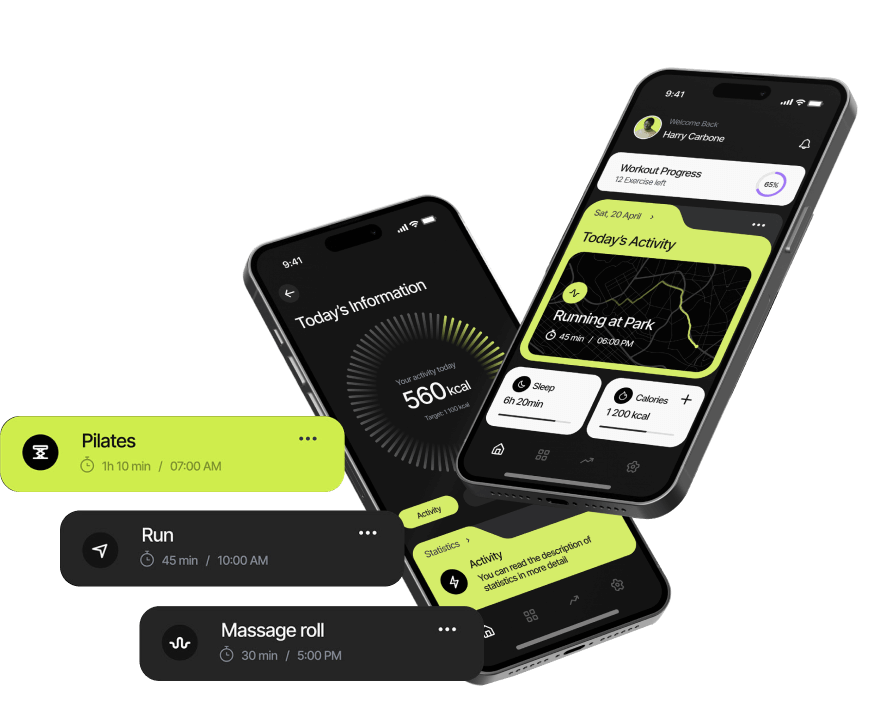 9:41
Welcome Back
Harry Carbone
Workout Progress
12 Exercise left
65%
Sat, 20 April
Today's Activity
Running at Park
45 min / 06:00 PM
Sleep
6h 20min
Calories
1 200 kcal
9:41
Today's Information
Your activity today
560 kcal
Target: 1 100 kcal
Activity
Statistics
Activity
You can read the description of
statistics in more detail
Pilates
1h 10 min / 07:00 AM
Run
45 min / 10:00 AM
Massage roll
30 min / 5:00 PM